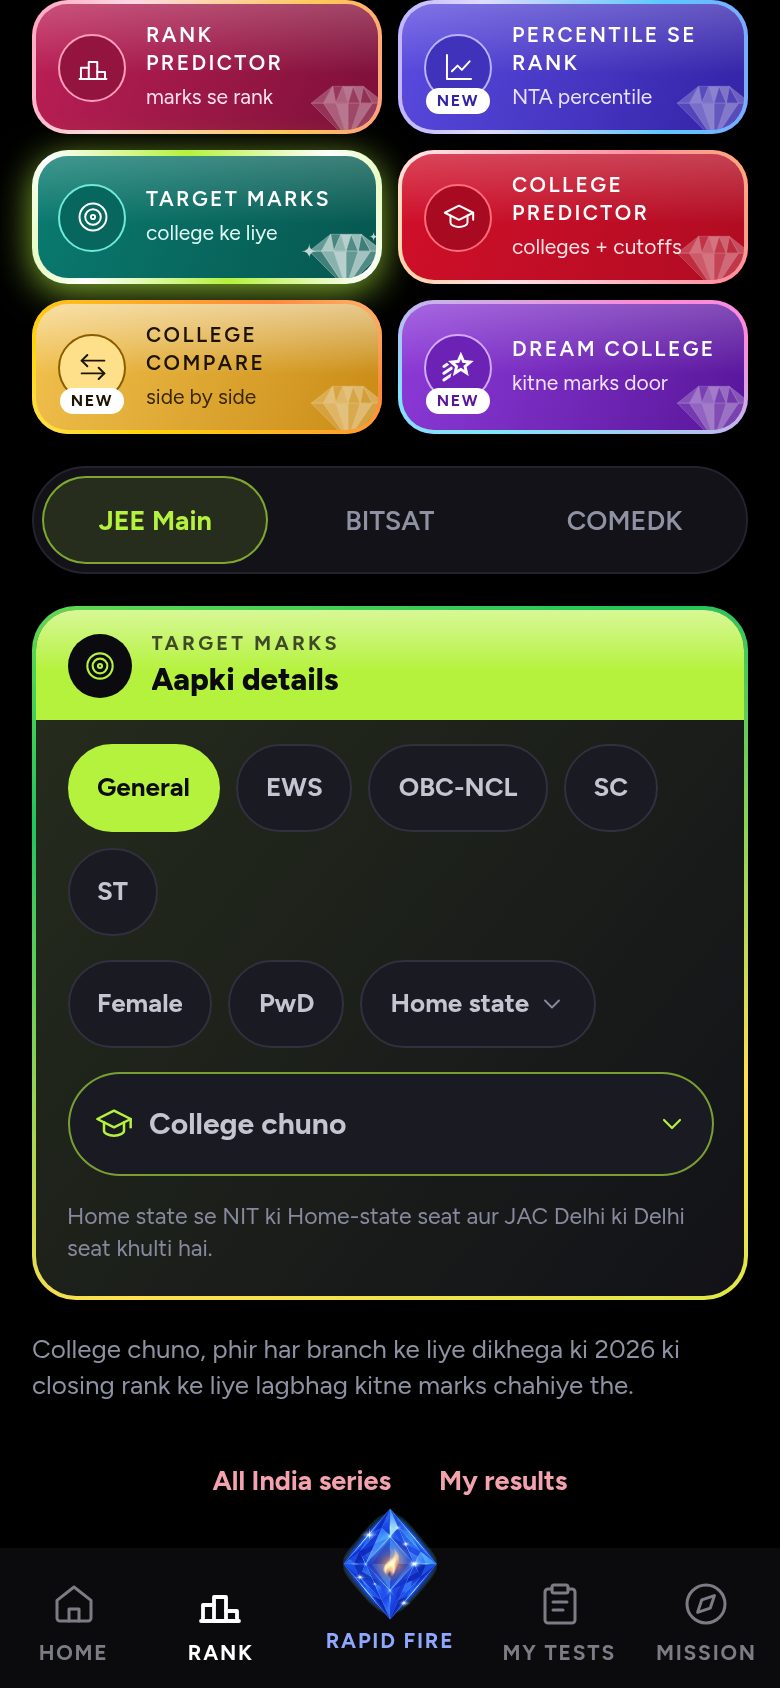 RANK
PREDICTOR
marks se rank
PERCENTILE SE
RANK
NTA percentile
NEW
TARGET MARKS
college ke liye
COLLEGE
PREDICTOR
colleges + cutoffs
COLLEGE
COMPARE
side by side
NEW
DREAM COLLEGE
kitne marks door
NEW
JEE Main
BITSAT
COMEDK
TARGET MARKS
Aapki details
General
EWS
OBC-NCL
SC
ST
Female
PwD
Home state
College chuno
Home state se NIT ki Home-state seat aur JAC Delhi ki Delhi
seat khulti hai.
College chuno, phir har branch ke liye dikhega ki 2026 ki
closing rank ke liye lagbhag kitne marks chahiye the.
All India series
My results
HOME
RANK
RAPID FIRE
MY TESTS
MISSION